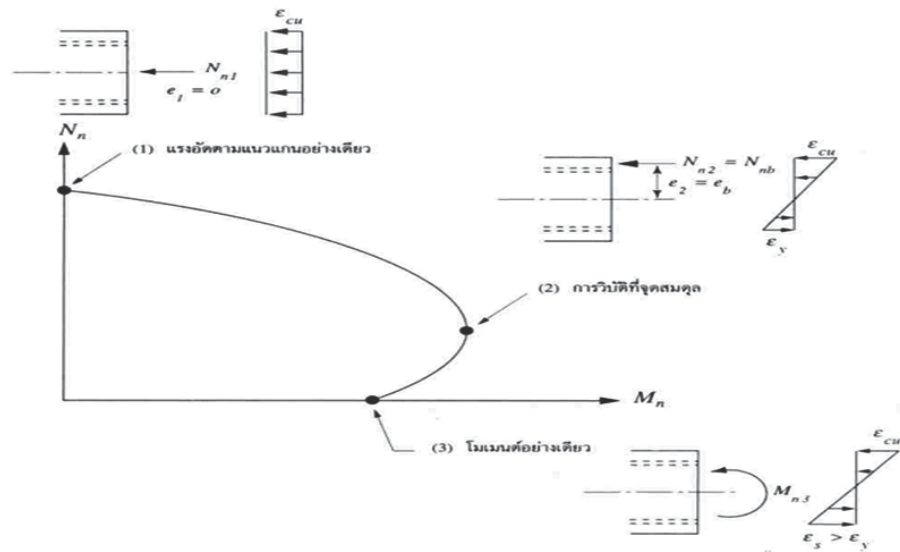 ε_cu
N_n1
e_1 = o
N_n
(1) แรงอัดตามแนวแกนอย่างเดียว
N_n2 = N_nb
e_2 = e_b
ε_cu
ε_y
(2) การวิบัติที่จุดสมดุล
M_n
(3) โมเมนต์อย่างเดียว
ε_cu
M_n3
ε_s > ε_y